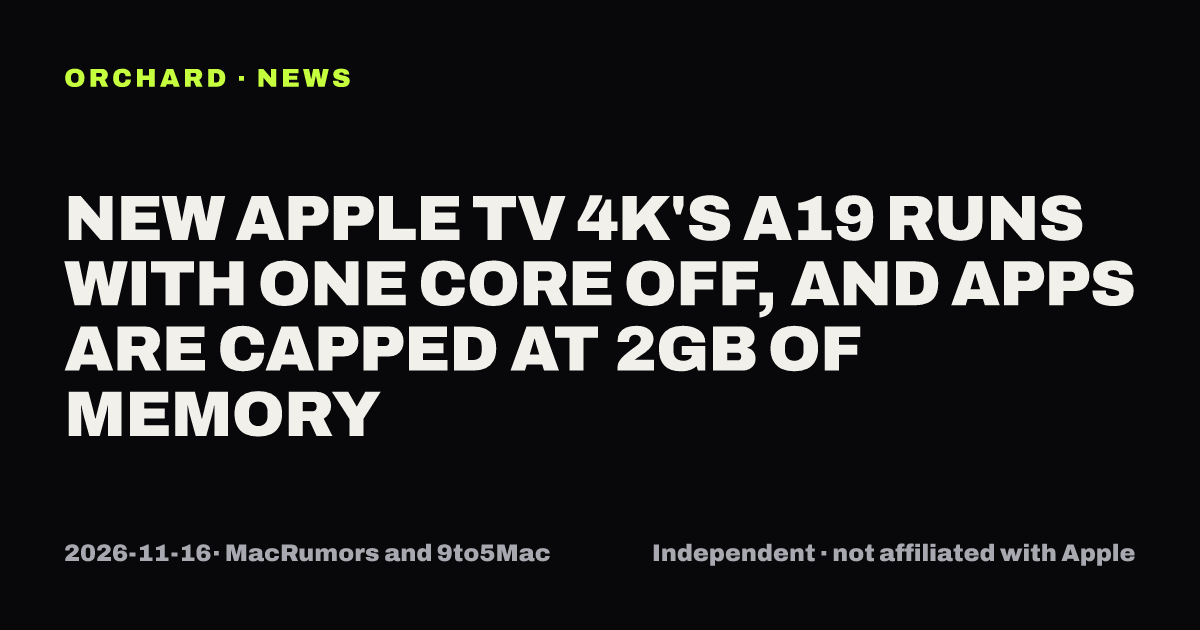 ORCHARD · NEWS
NEW APPLE TV 4K'S A19 RUNS
WITH ONE CORE OFF, AND APPS
ARE CAPPED AT 2GB OF
MEMORY
2026-11-16· MacRumors and 9to5Mac
Independent · not affiliated with Apple